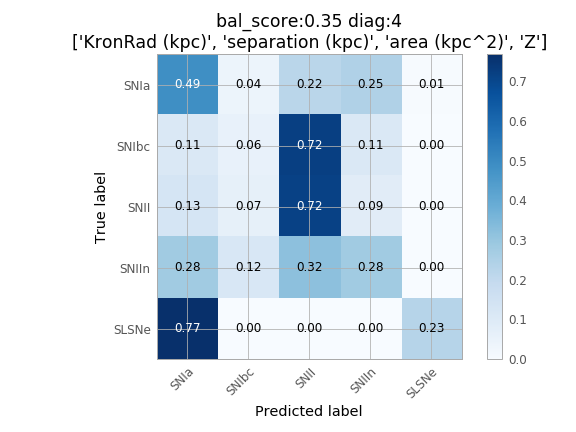 bal_score:0.35 diag:4
['KronRad (kpc)', 'separation (kpc)', 'area (kpc^2)', 'Z']
SNIa 0.49 0.04 0.22 0.25 0.01
SNIbc 0.11 0.06 0.72 0.11 0.00
SNII 0.13 0.07 0.72 0.09 0.00
SNIIn 0.28 0.12 0.32 0.28 0.00
SLSNe 0.77 0.00 0.00 0.00 0.23
True label
SNIa SNIbc SNII SNIIn SLSNe
Predicted label
0.7
0.6
0.5
0.4
0.3
0.2
0.1
0.0